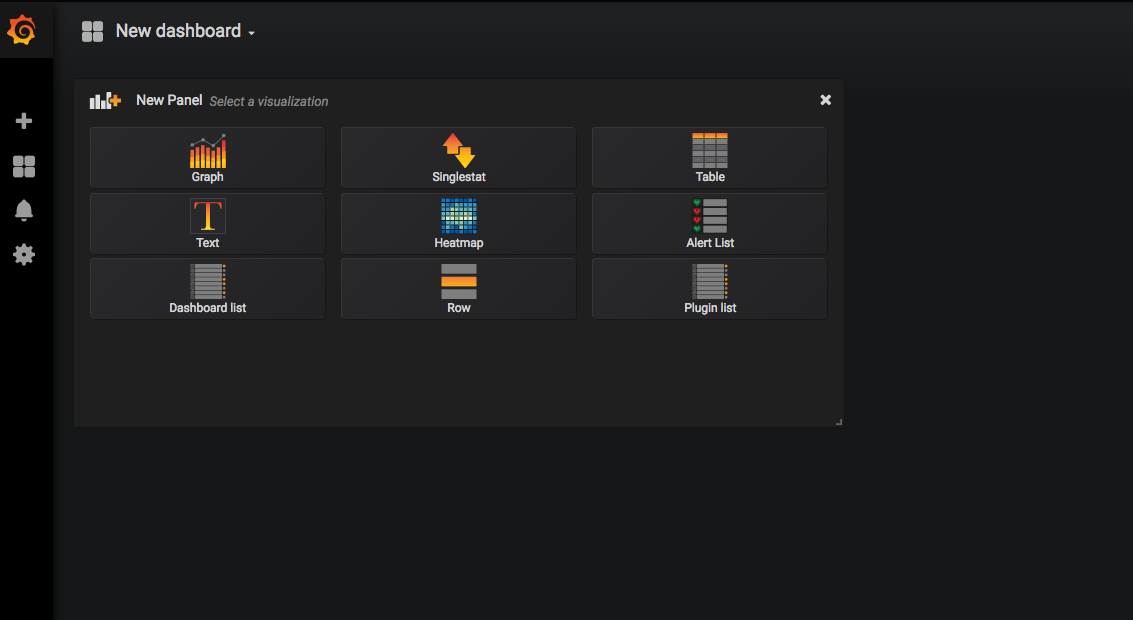 New dashboard
New Panel Select a visualization
Graph Singlestat Table
T
Text Heatmap Alert List
Dashboard list Row Plugin list